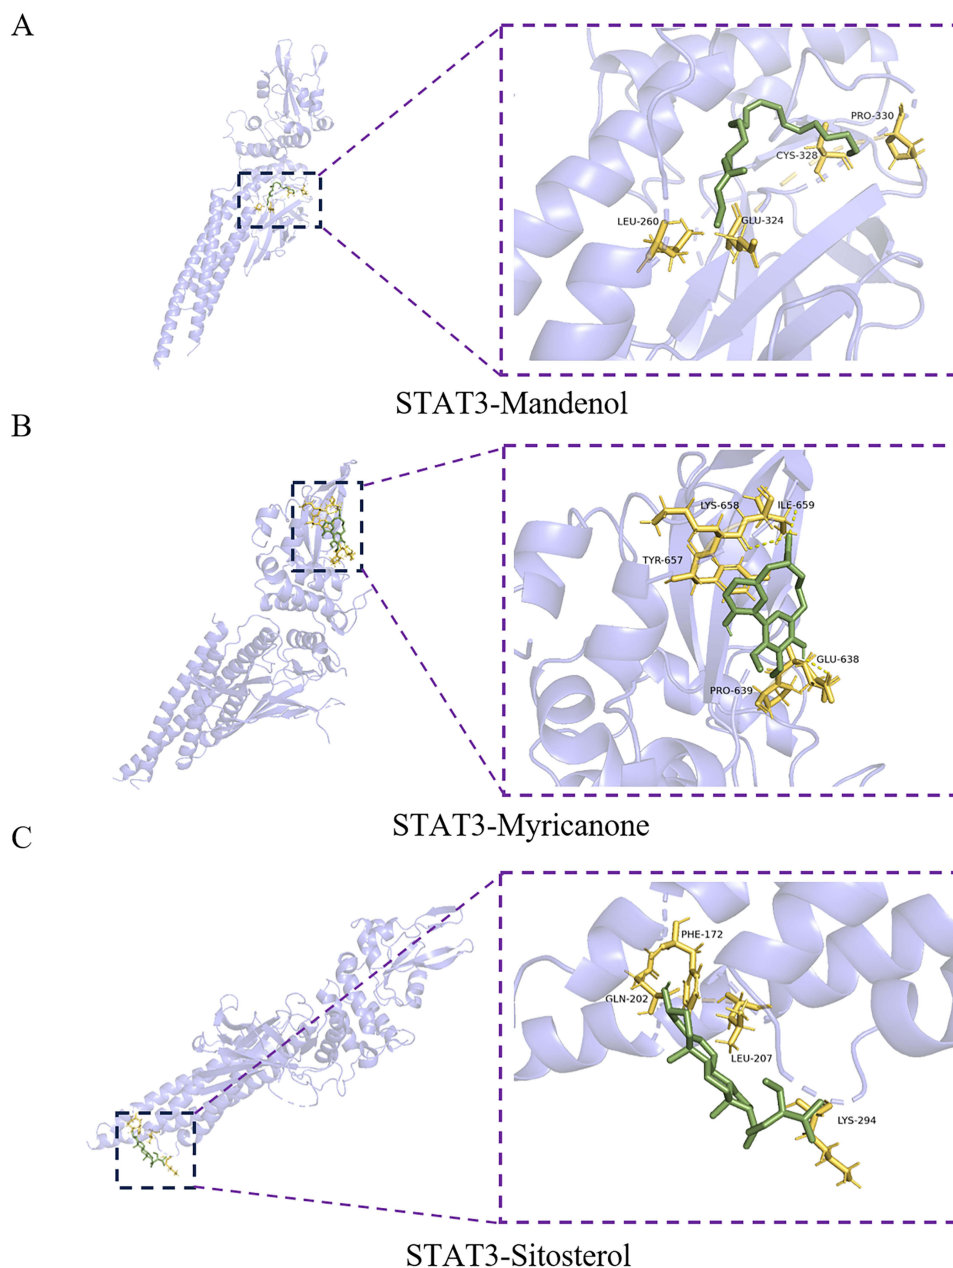 A
PRO-330
CYS-328
LEU-260
GLU-324
STAT3-Mandenol
B
LYS-658
ILE-659
TYR-657
GLU-638
PRO-639
STAT3-Myricanone
C
PHE-172
GLN-202
LEU-207
LYS-294
STAT3-Sitosterol